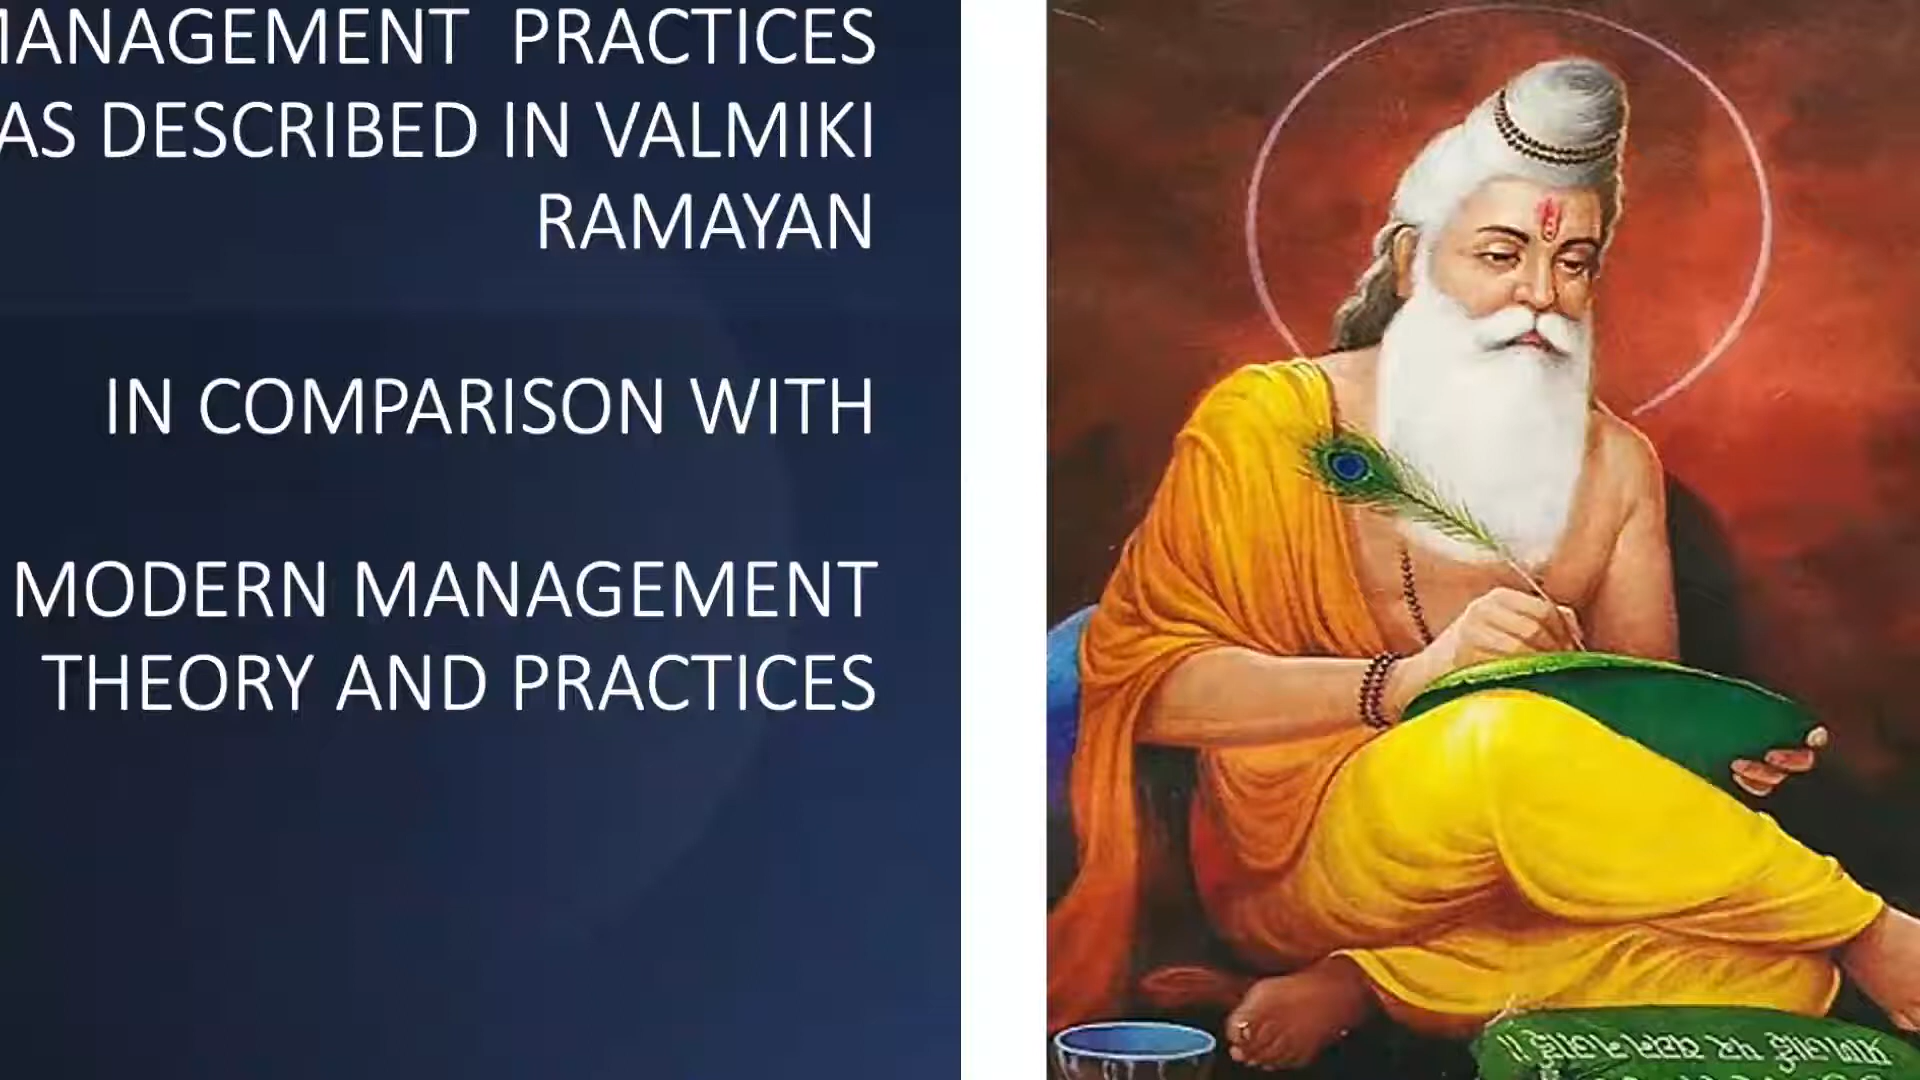 MANAGEMENT PRACTICES
AS DESCRIBED IN VALMIKI
RAMAYAN
IN COMPARISON WITH
MODERN MANAGEMENT
THEORY AND PRACTICES